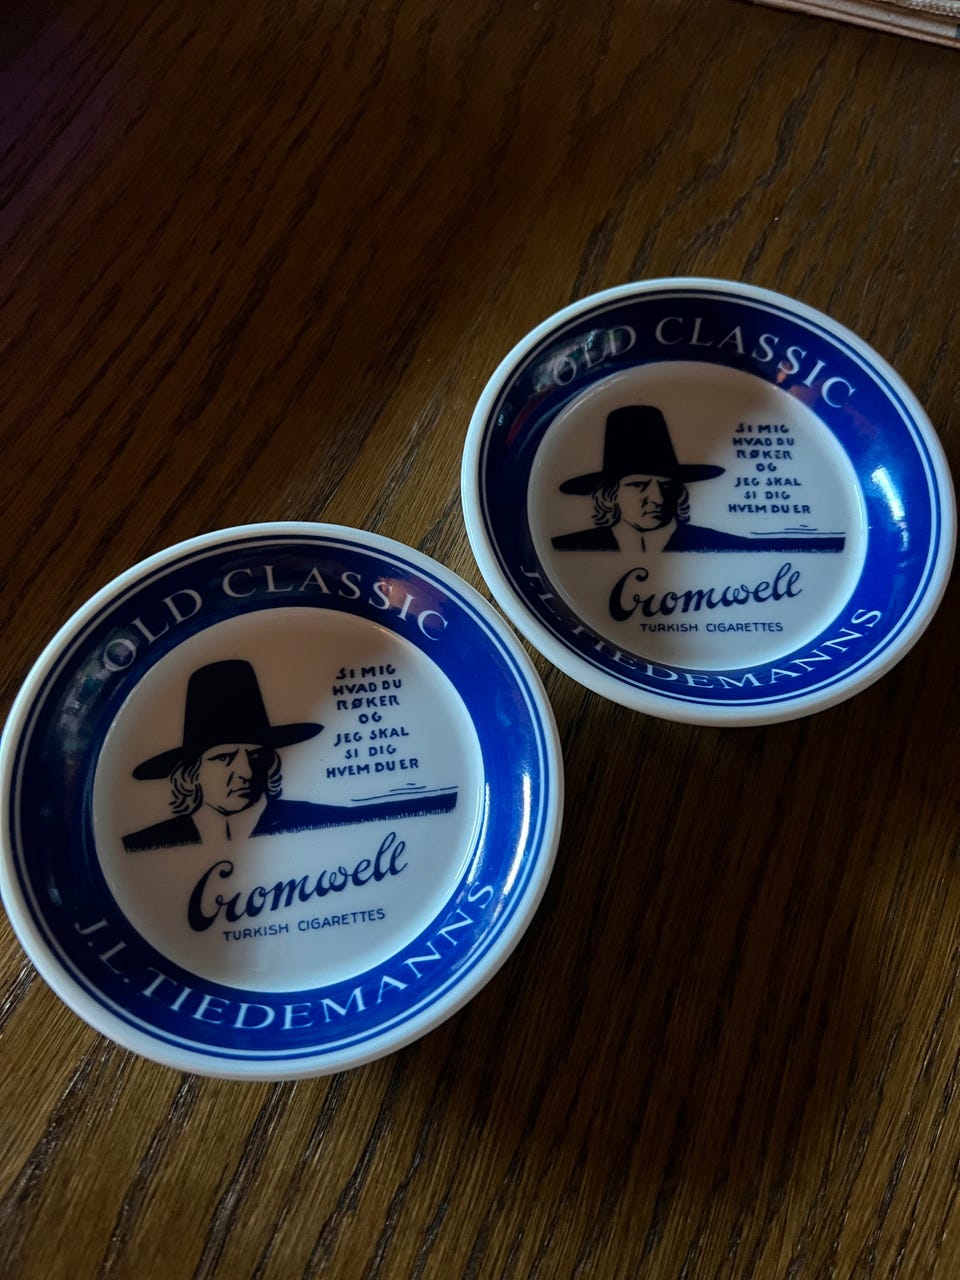 OLD CLASSIC
SI MIG
HVAD DU
RØKER
OG
JEG SKAL
SI DIG
HVEM DU ER
Cromwell
TURKISH CIGARETTES
J.L.TIEDEMANNS
OLD CLASSIC
SI MIG
HVAD DU
RØKER
OG
JEG SKAL
SI DIG
HVEM DU ER
Cromwell
TURKISH CIGARETTES
J.L.TIEDEMANNS